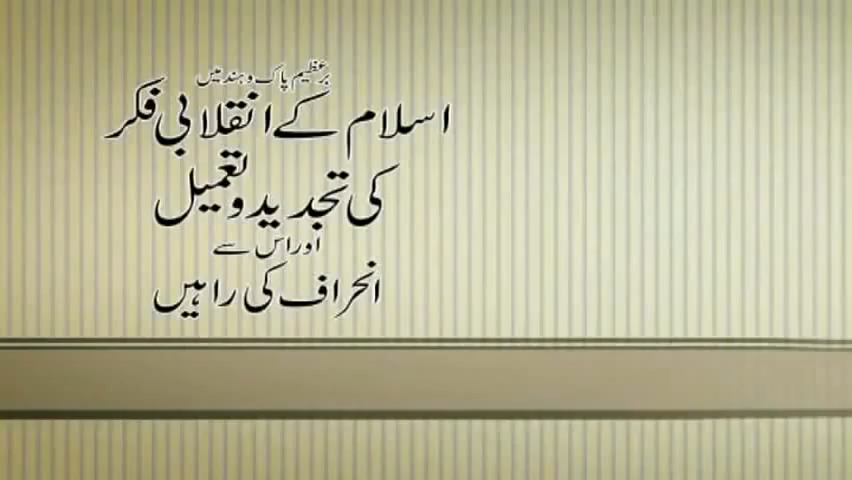 برعظیم پاک و ہند میں
اسلام کے انقلابی فکر
کی تجدید و تعمیل
اور اس سے
انحراف کی راہیں